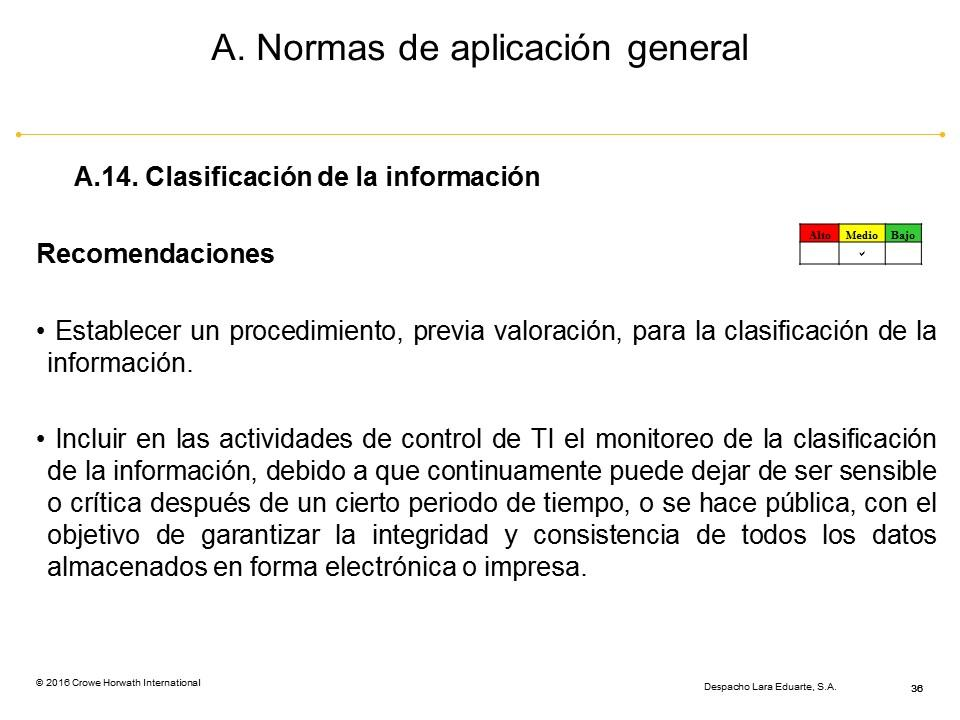 A. Normas de aplicación general
A.14. Clasificación de la información
Recomendaciones
Alto Medio Bajo
✓
• Establecer un procedimiento, previa valoración, para la clasificación de la
información.
• Incluir en las actividades de control de TI el monitoreo de la clasificación
de la información, debido a que continuamente puede dejar de ser sensible
o crítica después de un cierto periodo de tiempo, o se hace pública, con el
objetivo de garantizar la integridad y consistencia de todos los datos
almacenados en forma electrónica o impresa.
© 2016 Crowe Horwath International
Despacho Lara Eduarte, S.A.
36